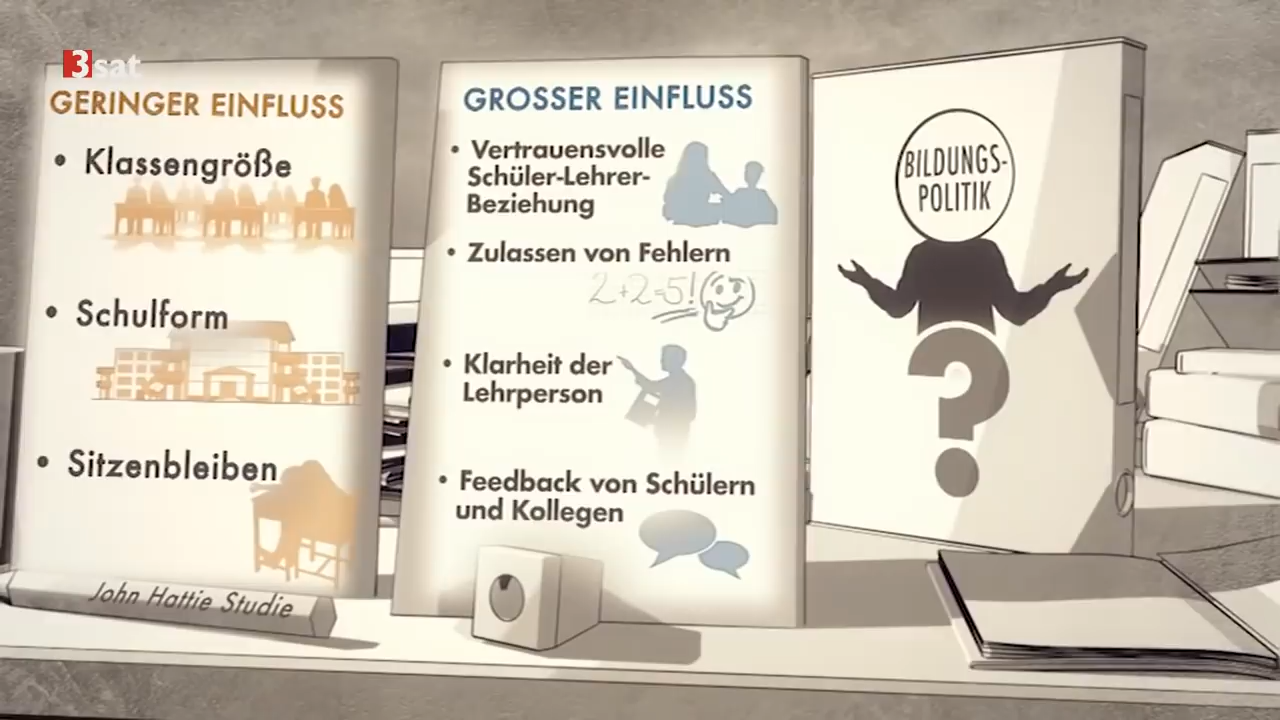 3sat
GERINGER EINFLUSS
• Klassengröße
• Schulform
• Sitzenbleiben
John Hattie Studie
GROSSER EINFLUSS
• Vertrauensvolle
Schüler-Lehrer-
Beziehung
• Zulassen von Fehlern
2+2=5!
• Klarheit der
Lehrperson
• Feedback von Schülern
und Kollegen
BILDUNGS-
POLITIK
?